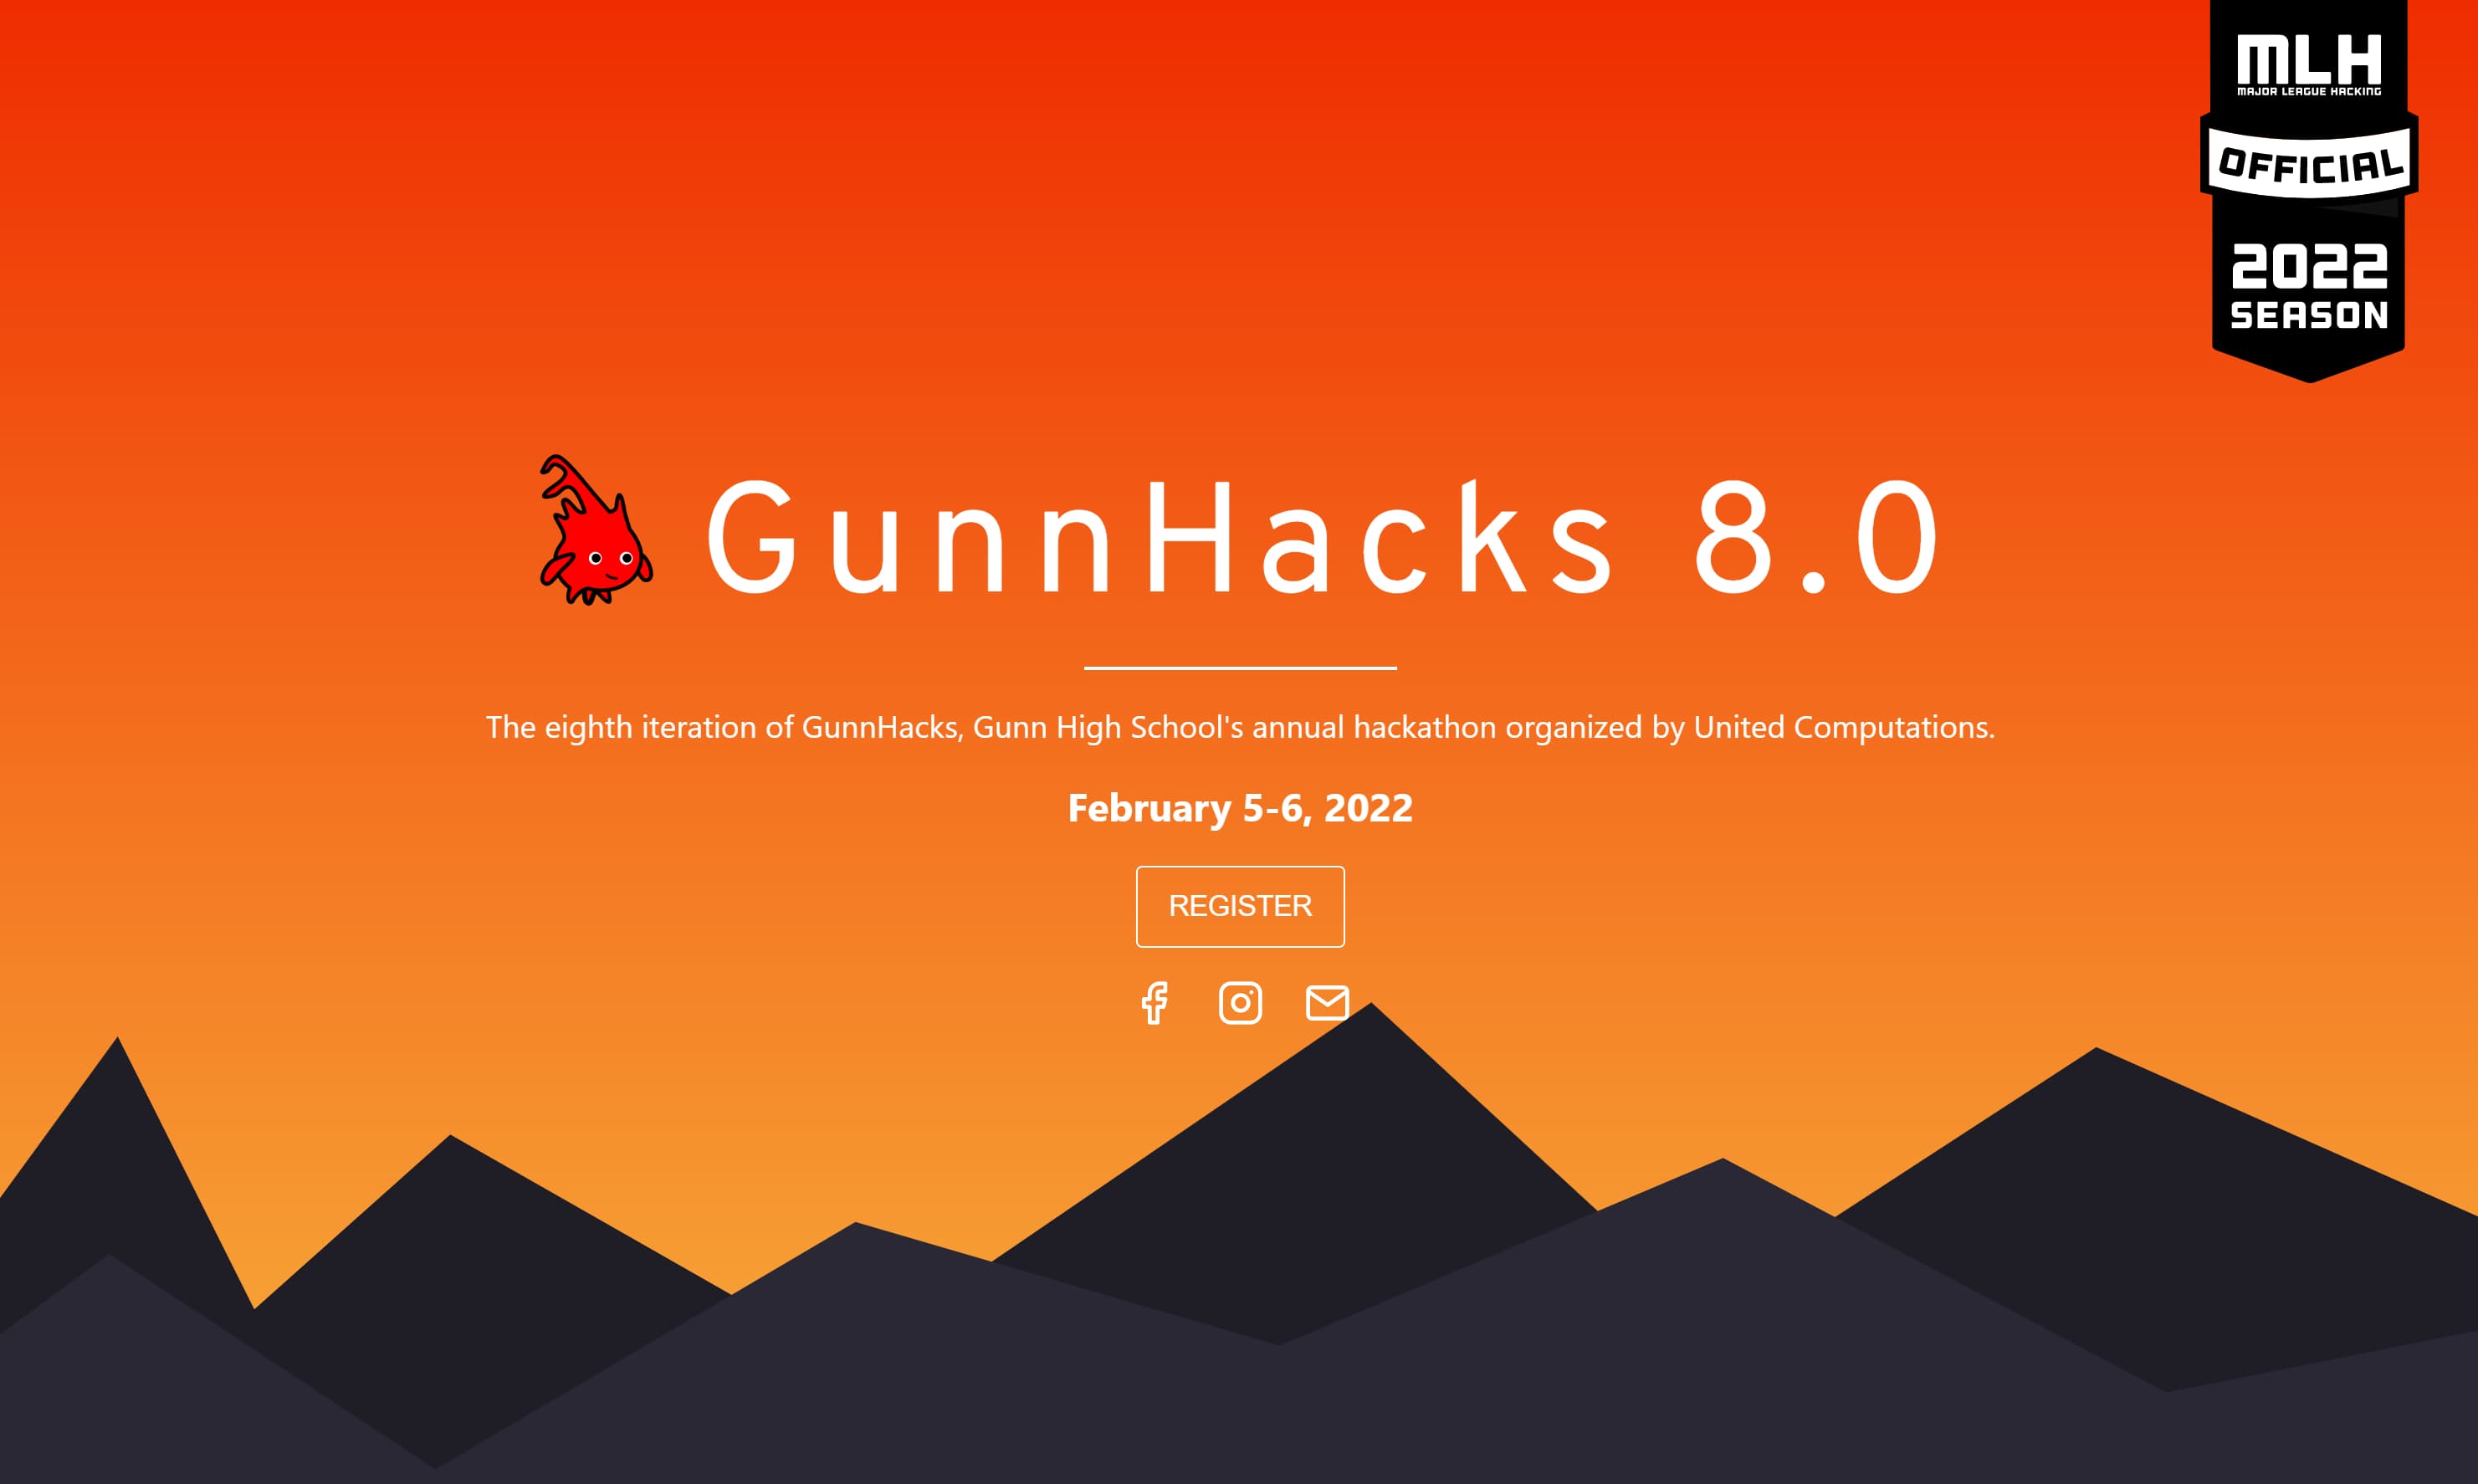 MLH
MAJOR LEAGUE HACKING
OFFICIAL
2022
SEASON
GunnHacks 8.0
The eighth iteration of GunnHacks, Gunn High School's annual hackathon organized by United Computations.
February 5-6, 2022
REGISTER